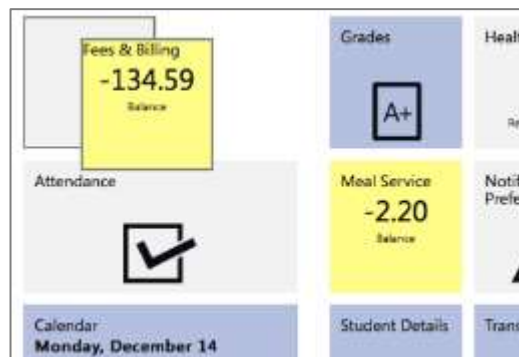 Fees & Billing
-134.59
Balance
Grades
A+
Attendance
Meal Service
-2.20
Balance
Calendar
Monday, December 14
Student Details